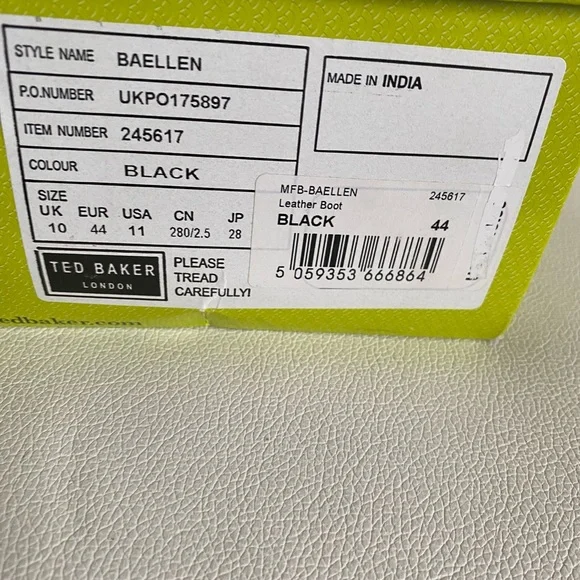 STYLE NAME BAELLEN
P.O.NUMBER UKPO175897
ITEM NUMBER 245617
COLOUR BLACK
SIZE
UK EUR USA CN JP
10 44 11 280/2.5 28
TED BAKER
LONDON
PLEASE
TREAD
CAREFULLY!
MADE IN INDIA
MFB-BAELLEN 245617
Leather Boot
BLACK 44
5 059353 666864
edbaker.com